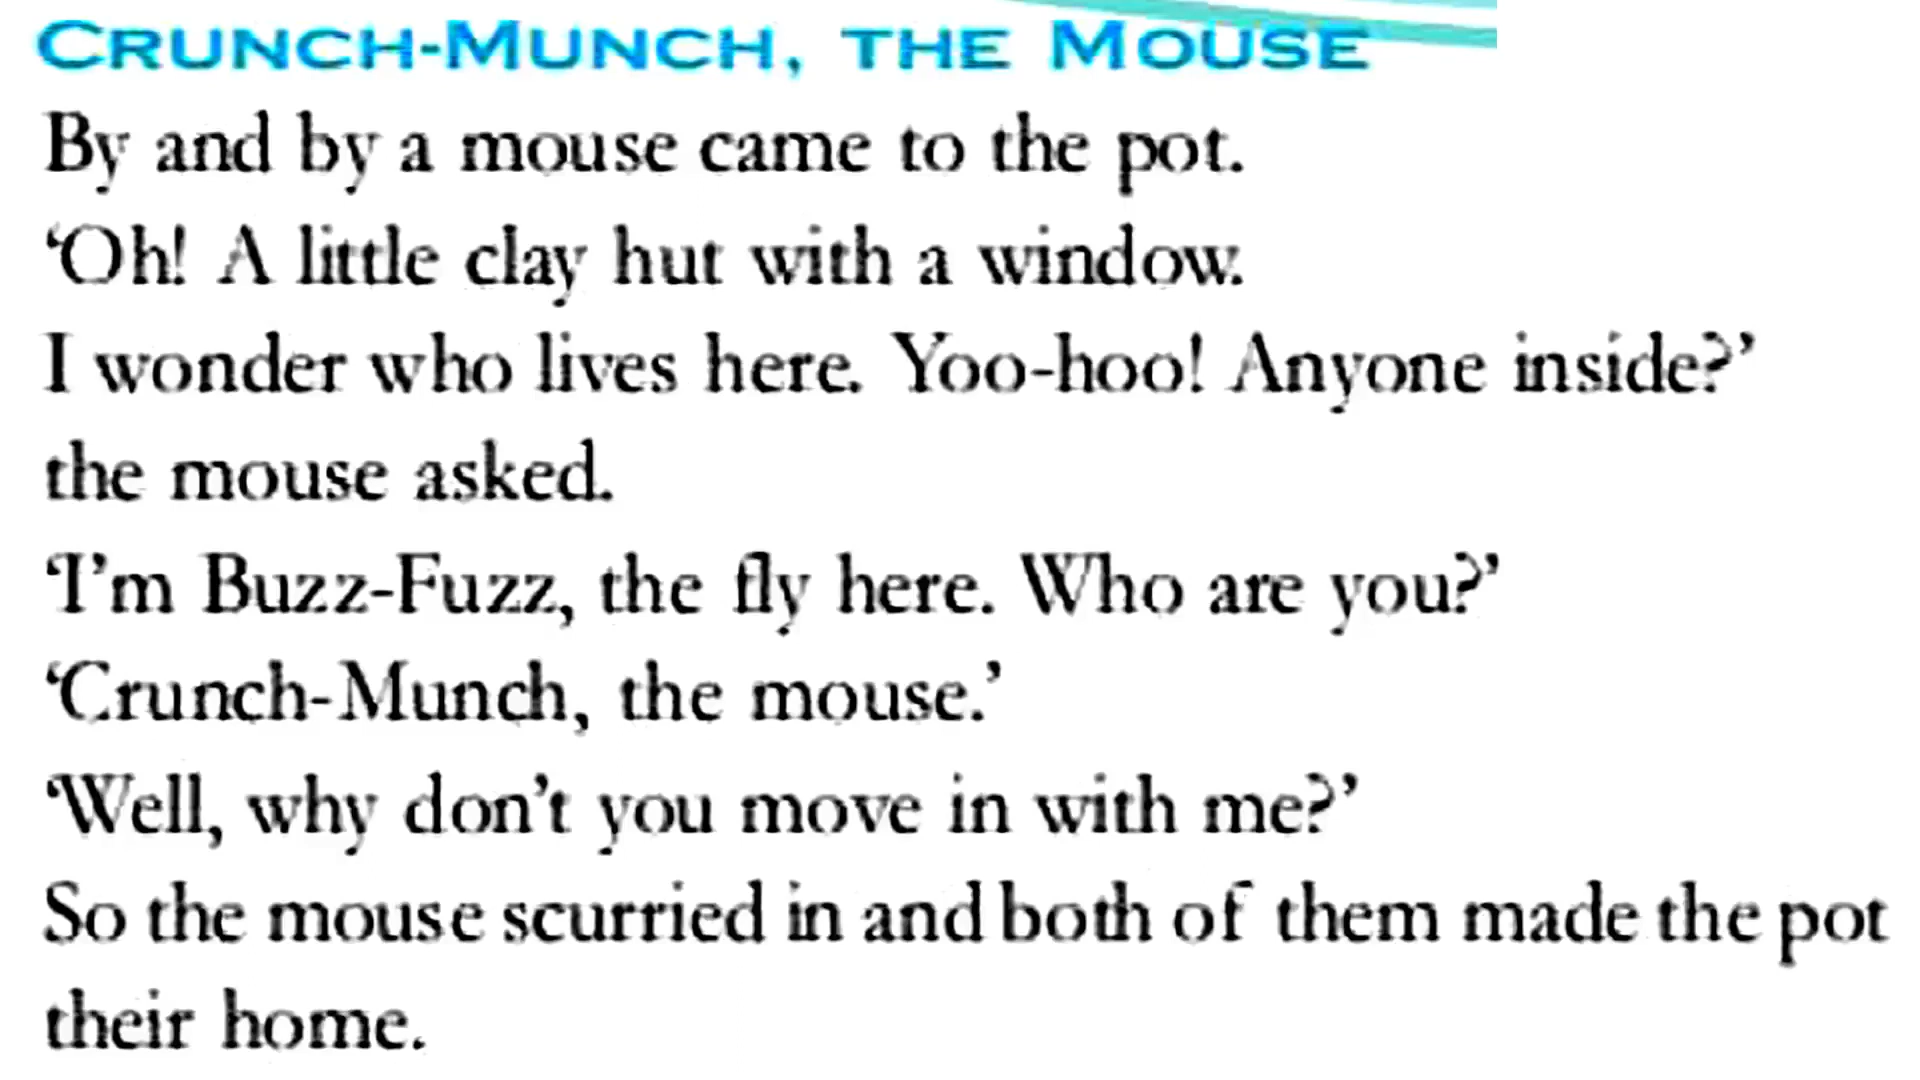 CRUNCH-MUNCH, THE MOUSE
By and by a mouse came to the pot.
‘Oh! A little clay hut with a window.
I wonder who lives here. Yoo-hoo! Anyone inside?’
the mouse asked.
‘I’m Buzz-Fuzz, the fly here. Who are you?’
‘Crunch-Munch, the mouse.’
‘Well, why don’t you move in with me?’
So the mouse scurried in and both of them made the pot
their home.